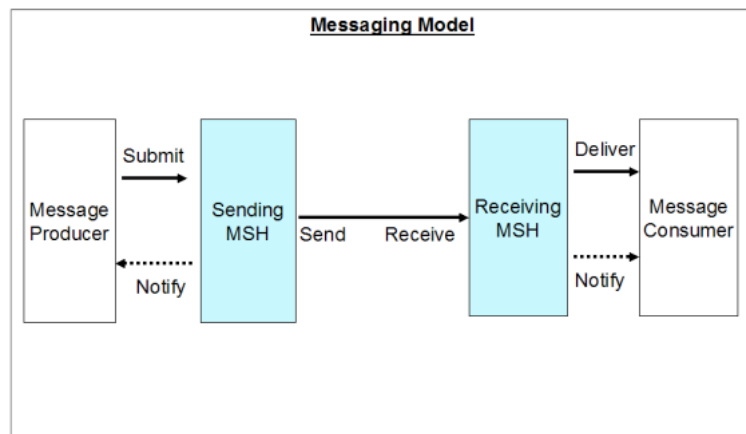 Messaging Model
Submit
Deliver
Message
Producer
Sending
MSH
Send
Receive
Receiving
MSH
Message
Consumer
Notify
Notify